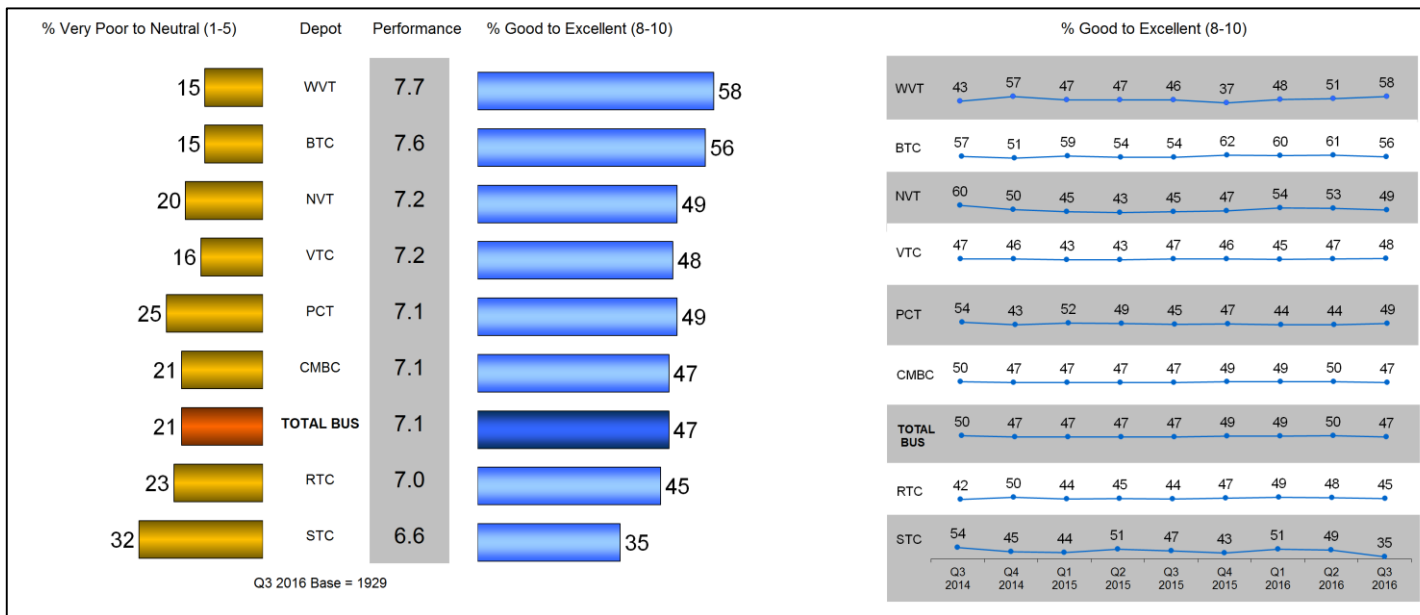 % Very Poor to Neutral (1-5) Depot Performance % Good to Excellent (8-10)
15 WVT 7.7 58
15 BTC 7.6 56
20 NVT 7.2 49
16 VTC 7.2 48
25 PCT 7.1 49
21 CMBC 7.1 47
21 TOTAL BUS 7.1 47
23 RTC 7.0 45
32 STC 6.6 35
Q3 2016 Base = 1929
% Good to Excellent (8-10)
WVT 43 57 47 47 46 37 48 51 58
BTC 57 51 59 54 54 62 60 61 56
NVT 60 50 45 43 45 47 54 53 49
VTC 47 46 43 43 47 46 45 47 48
PCT 54 43 52 49 45 47 44 44 49
CMBC 50 47 47 47 47 49 49 50 47
TOTAL BUS 50 47 47 47 47 49 49 50 47
RTC 42 50 44 45 44 47 49 48 45
STC 54 45 44 51 47 43 51 49 35
Q3 Q4 Q1 Q2 Q3 Q4 Q1 Q2 Q3
2014 2014 2015 2015 2015 2015 2016 2016 2016